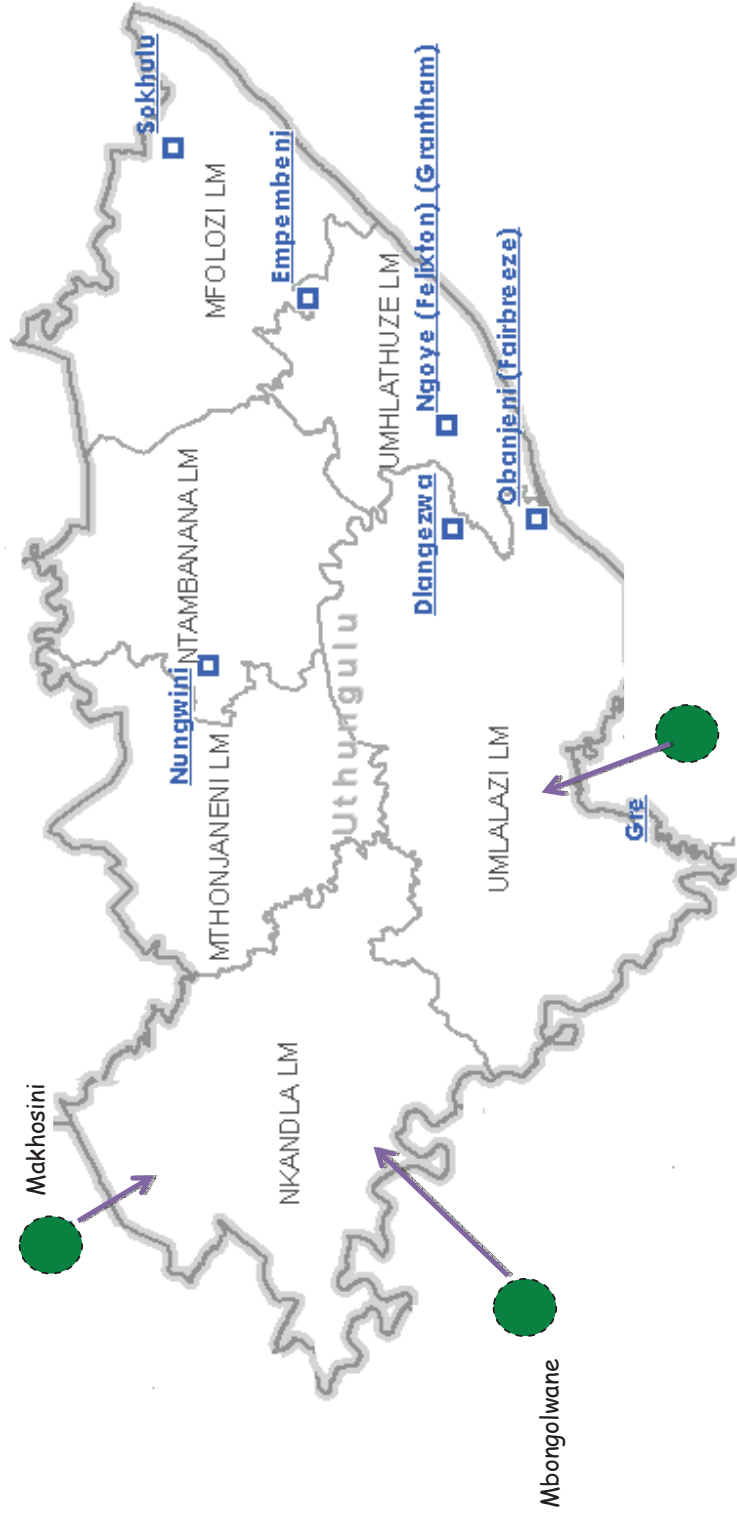 Makhosini
Mbongolwane
NKANDLA LM
MTHONJANENI LM
Nungwini
NTAMBANANA LM
Uthungulu
UMLALAZI LM
Gte
MFOLOZI LM
Sokhulu
Empembeni
UMHLATHUZE LM
Ngoye (Felixton) (Grantham)
Dlangezwa
Obanjeni (Fairbreeze)